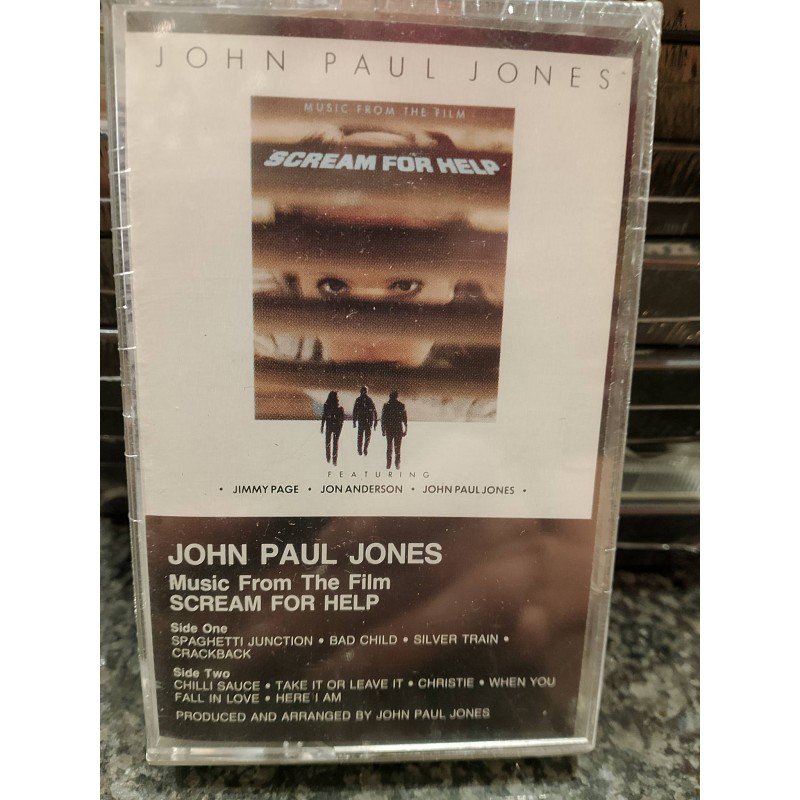 JOHN PAUL JONES
MUSIC FROM THE FILM
SCREAM FOR HELP
FEATURING
• JIMMY PAGE • JON ANDERSON • JOHN PAUL JONES •
JOHN PAUL JONES
Music From The Film
SCREAM FOR HELP
Side One
SPAGHETTI JUNCTION • BAD CHILD • SILVER TRAIN •
CRACKBACK
Side Two
CHILLI SAUCE • TAKE IT OR LEAVE IT • CHRISTIE • WHEN YOU
FALL IN LOVE • HERE I AM
PRODUCED AND ARRANGED BY JOHN PAUL JONES